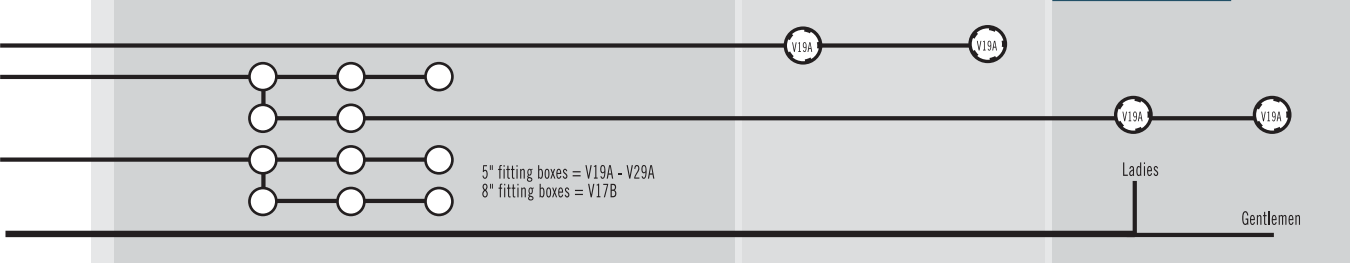 V19A
V19A
V19A
V19A
Ladies
5" fitting boxes = V19A - V29A
8" fitting boxes = V17B
Gentlemen